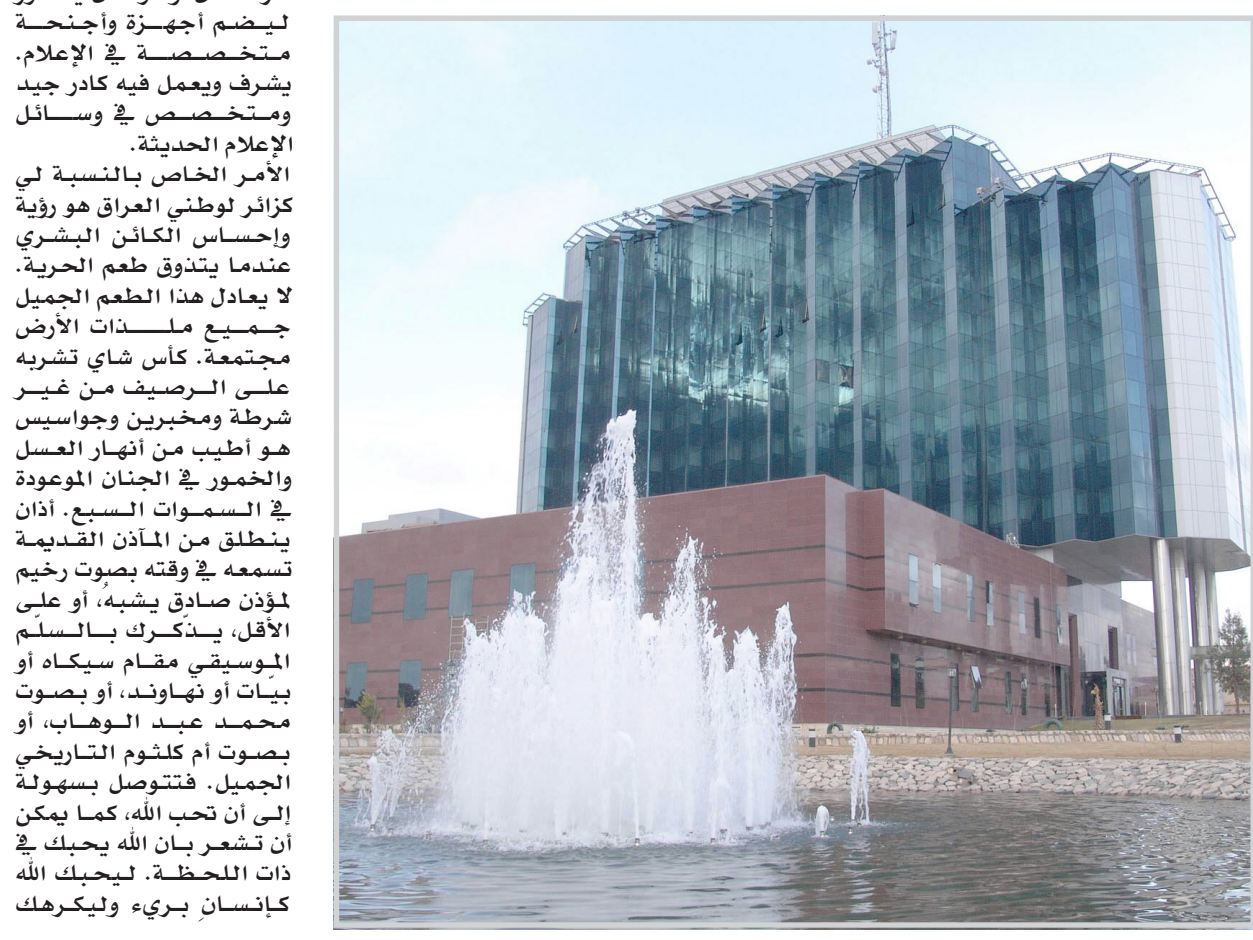 ليضم أجهزة وأجنحة
متخصصة في الإعلام.
يشرف ويعمل فيه كادر جيد
ومتخصص في وسائل
الإعلام الحديثة.
الأمر الخاص بالنسبة لي
كزائر لوطني العراق هو رؤية
وإحساس الكائن البشري
عندما يتذوق طعم الحرية.
لا يعادل هذا الطعم الجميل
جميع ملذات الأرض
مجتمعة. كأس شاي تشربه
على الرصيف من غير
شرطة ومخبرين وجواسيس
هو أطيب من أنهار العسل
والخمور في الجنان الموعودة
في السموات السبع. أذان
ينطلق من المآذن القديمة
تسمعه في وقته بصوت رخيم
لمؤذن صادق يشبهُ، أو على
الأقل، يذّكرك بالسلّم
الموسيقي مقام سيكاه أو
بيّات أو نهاوند، أو بصوت
محمد عبد الوهاب، أو
بصوت أم كلثوم التاريخي
الجميل. فتتوصل بسهولة
إلى أن تحب الله، كما يمكن
أن تشعر بان الله يحبك في
ذات اللحظة. ليحبك الله
كإنسانِ بريء وليكرهك